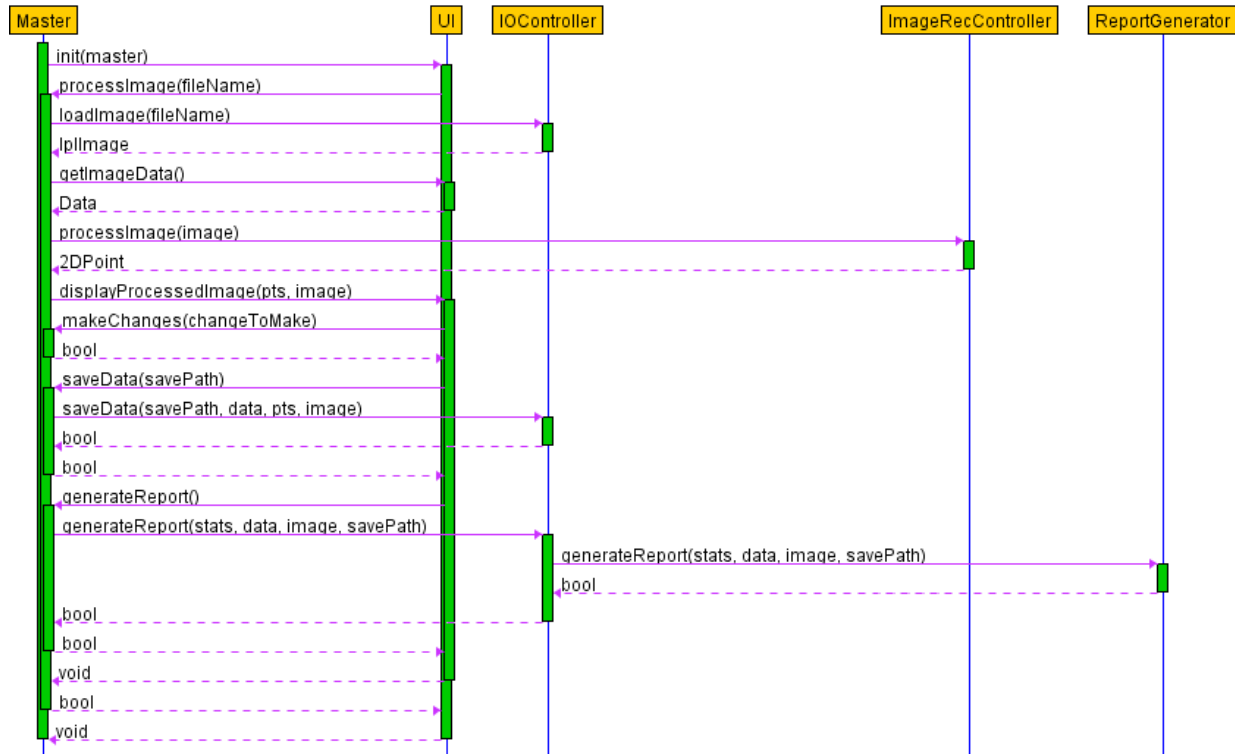 Master
UI
IOController
ImageRecController
ReportGenerator
init(master)
processImage(fileName)
loadImage(fileName)
IplImage
getImageData()
Data
processImage(image)
2DPoint
displayProcessedImage(pts, image)
makeChanges(changeToMake)
bool
saveData(savePath)
saveData(savePath, data, pts, image)
bool
bool
generateReport()
generateReport(stats, data, image, savePath)
generateReport(stats, data, image, savePath)
bool
bool
bool
void
bool
void